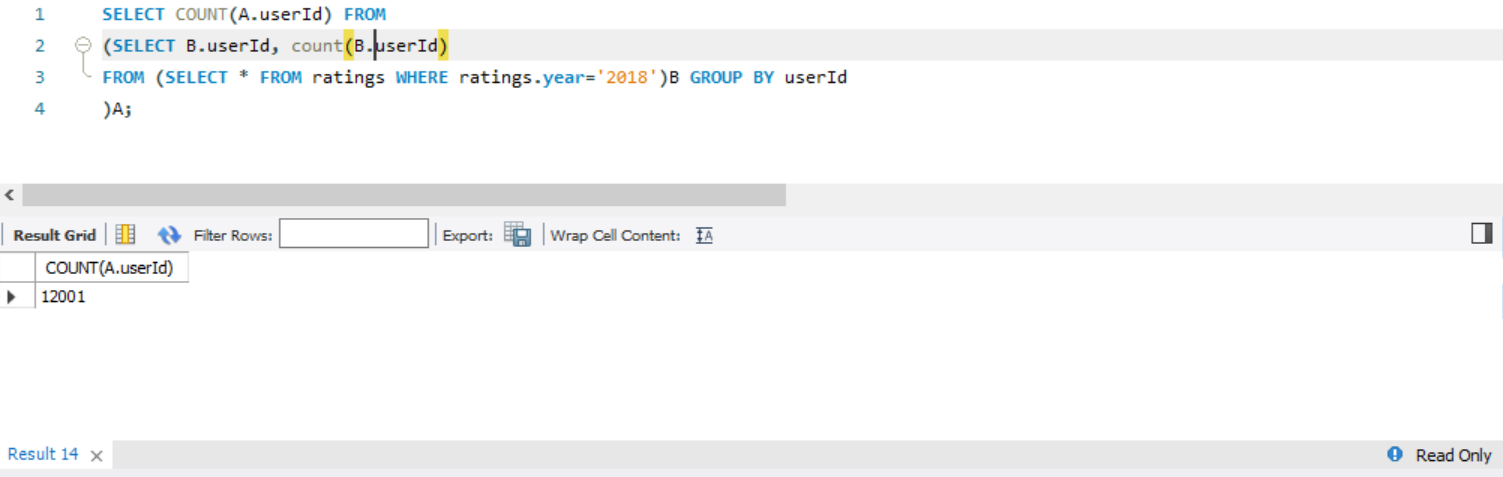 1 SELECT COUNT(A.userId) FROM
2 (SELECT B.userId, count(B.userId)
3 FROM (SELECT * FROM ratings WHERE ratings.year='2018')B GROUP BY userId
4 )A;
Result Grid Filter Rows: Export: Wrap Cell Content: IA
COUNT(A.userId)
12001
Result 14 × Read Only